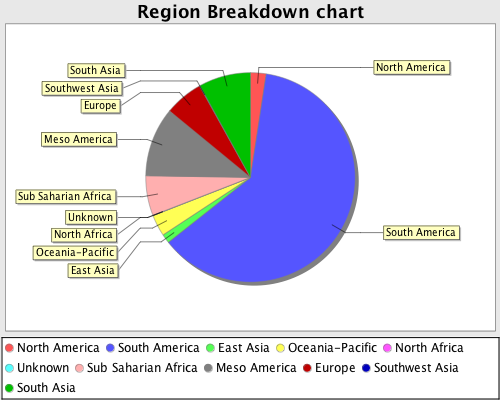 Region Breakdown chart
South Asia
North America
Southwest Asia
Europe
Meso America
Sub Saharian Africa
Unknown
North Africa
South America
Oceania-Pacific
East Asia
North America South America East Asia Oceania-Pacific North Africa
Unknown Sub Saharian Africa Meso America Europe Southwest Asia
South Asia